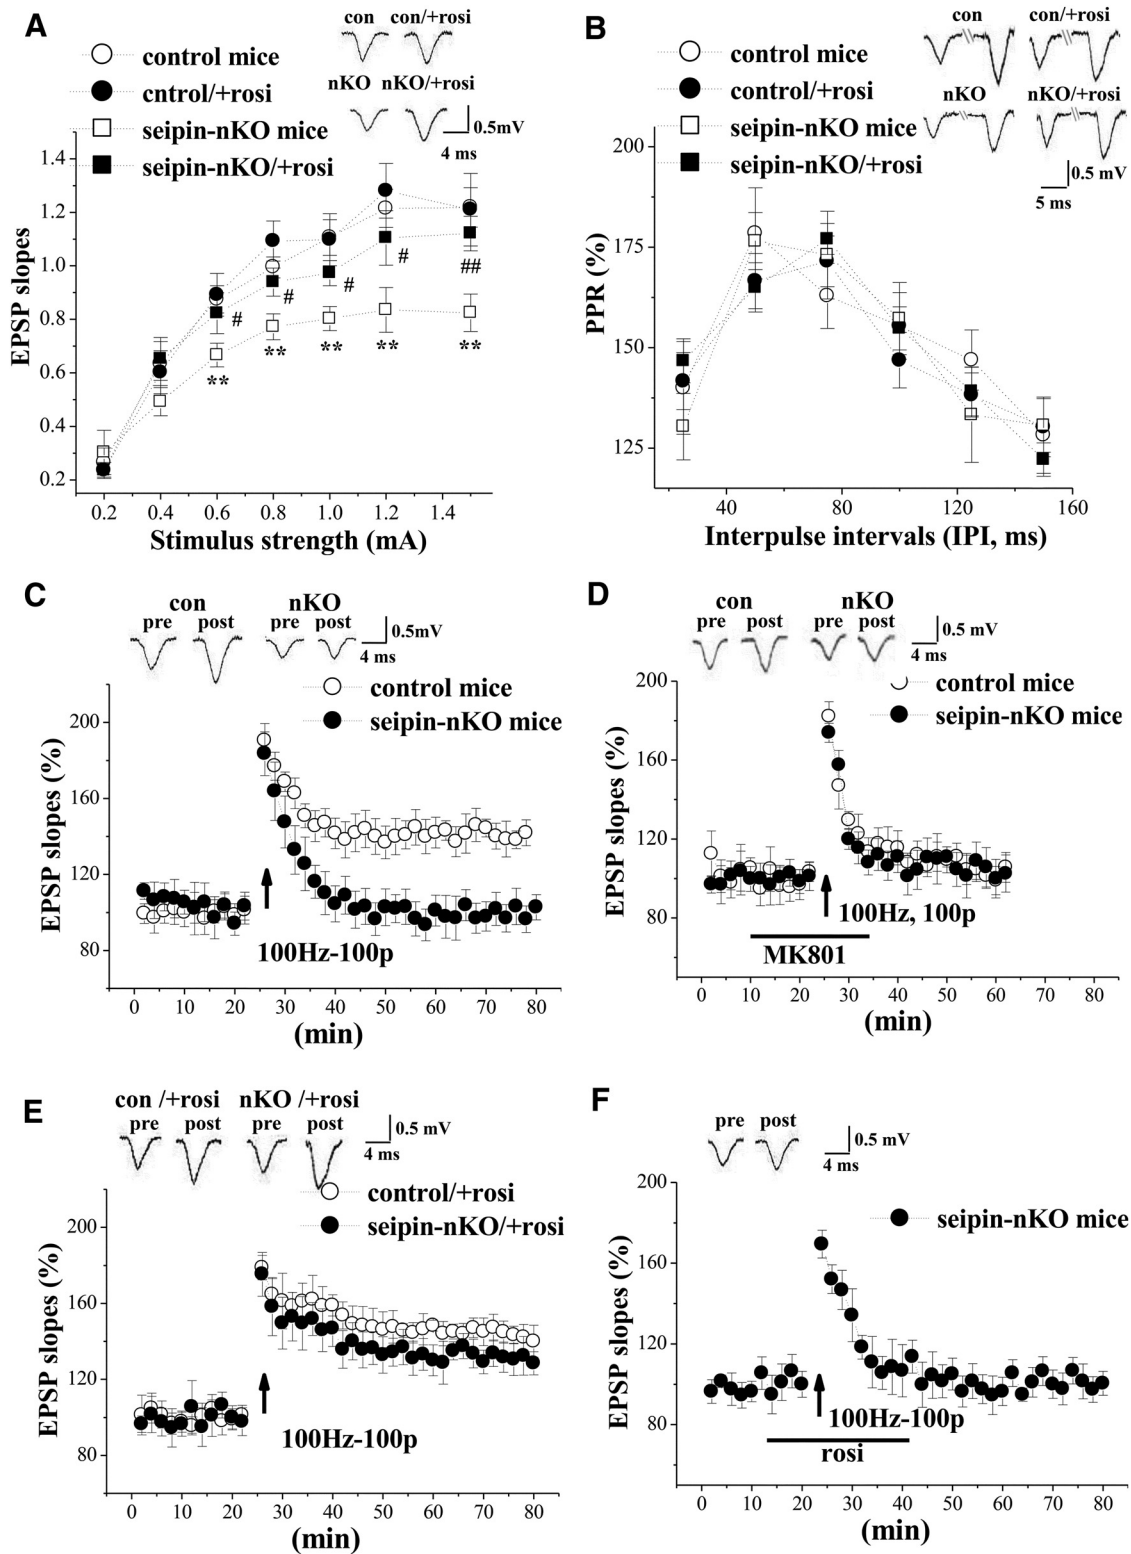 A
con con/+rosi
nKO nKO/+rosi
0.5mV
4 ms
control mice
cntrol/+rosi
seipin-nKO mice
seipin-nKO/+rosi
EPSP slopes
1.4
1.2
1.0
0.8
0.6
0.4
0.2
# # # # ##
** ** ** ** **
0.2 0.4 0.6 0.8 1.0 1.2 1.4
Stimulus strength (mA)
B
con con/+rosi
nKO nKO/+rosi
0.5 mV
5 ms
control mice
control/+rosi
seipin-nKO mice
seipin-nKO/+rosi
PPR (%)
200
175
150
125
40 80 120 160
Interpulse intervals (IPI, ms)
C
con nKO
pre post pre post
0.5mV
4 ms
control mice
seipin-nKO mice
EPSP slopes (%)
200
160
120
80
100Hz-100p
0 10 20 30 40 50 60 70 80
(min)
D
con nKO
pre post pre post
0.5 mV
4 ms
control mice
seipin-nKO mice
EPSP slopes (%)
200
160
120
80
100Hz, 100p
MK801
0 10 20 30 40 50 60 70 80
(min)
E
con /+rosi nKO /+rosi
pre post pre post
0.5 mV
4 ms
control/+rosi
seipin-nKO/+rosi
EPSP slopes (%)
200
160
120
80
100Hz-100p
0 10 20 30 40 50 60 70 80
(min)
F
pre post
0.5 mV
4 ms
seipin-nKO mice
EPSP slopes (%)
200
160
120
80
100Hz-100p
rosi
0 10 20 30 40 50 60 70 80
(min)